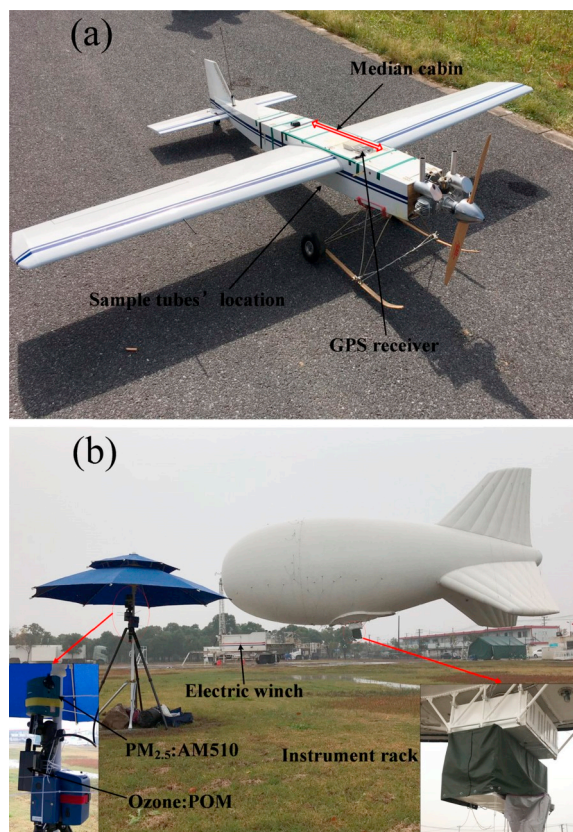 (a)
Median cabin
Sample tubes' location
GPS receiver
(b)
Electric winch
PM2.5:AM510
Instrument rack
Ozone:POM